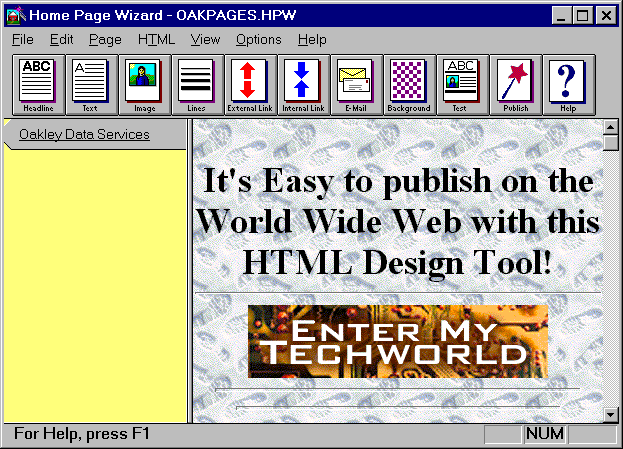 Home Page Wizard - OAKPAGES.HPW
File Edit Page HTML View Options Help
ABC A ABC
Headline Text Image Lines External Link Internal Link E-Mail Background Test Publish Help
Oakley Data Services
It's Easy to publish on the
World Wide Web with this
HTML Design Tool!
ENTER MY
TECHWORLD
For Help, press F1 NUM